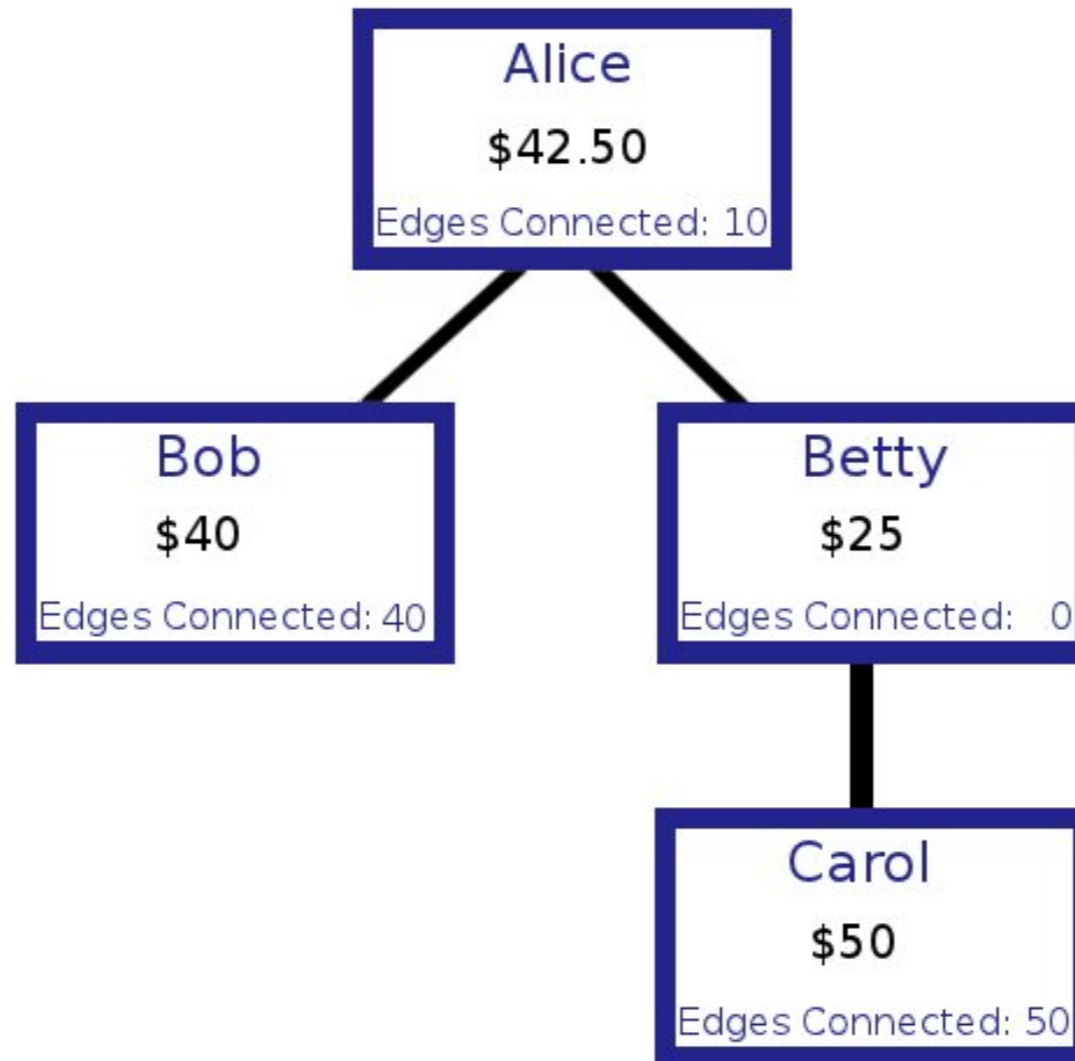 Alice
$42.50
Edges Connected: 10
Bob
$40
Edges Connected: 40
Betty
$25
Edges Connected: 0
Carol
$50
Edges Connected: 50